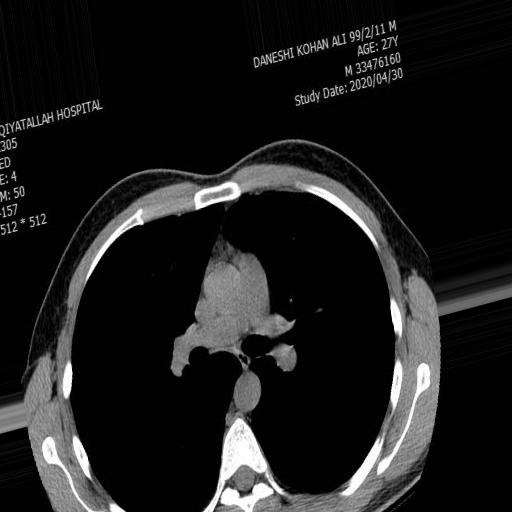 QIYATALLAH HOSPITAL
305
ED
E: 4
M: 50
-157
512 * 512
DANESHI KOHAN ALI 99/2/11 M
AGE: 27Y
M 33476160
Study Date: 2020/04/30